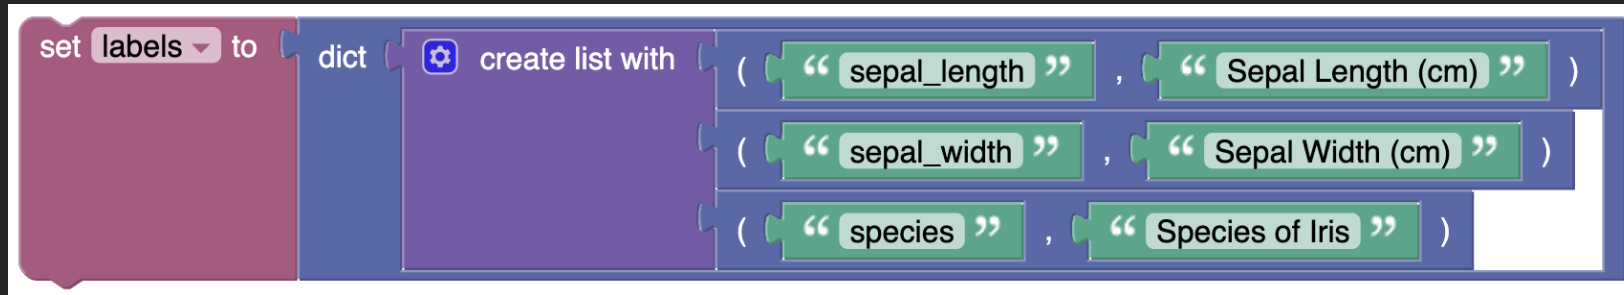 set labels to dict create list with ( “ sepal_length ” , “ Sepal Length (cm) ” )
( “ sepal_width ” , “ Sepal Width (cm) ” )
( “ species ” , “ Species of Iris ” )